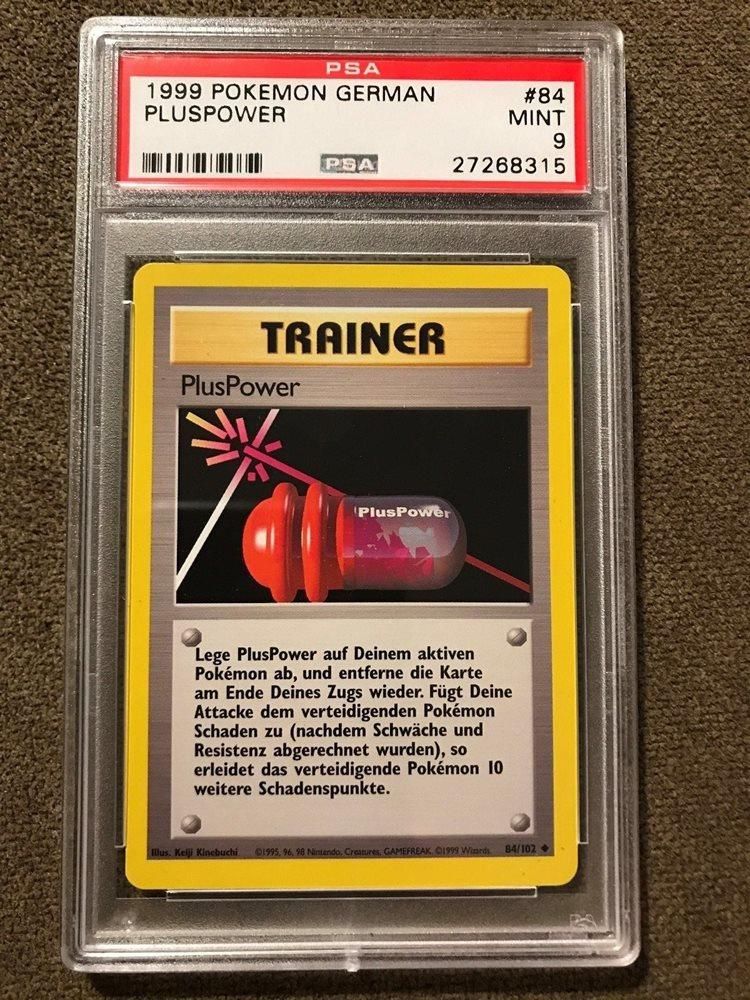 PSA
1999 POKEMON GERMAN #84
PLUSPOWER MINT
9
PSA 27268315
TRAINER
PlusPower
PlusPower
Lege PlusPower auf Deinem aktiven
Pokémon ab, und entferne die Karte
am Ende Deines Zugs wieder. Fügt Deine
Attacke dem verteidigenden Pokémon
Schaden zu (nachdem Schwäche und
Resistenz abgerechnet wurden), so
erleidet das verteidigende Pokémon 10
weitere Schadenspunkte.
Illus. Keiji Kinebuchi ©1995, 96, 98 Nintendo, Creatures, GAMEFREAK. ©1999 Wizards. 84/102
PSA